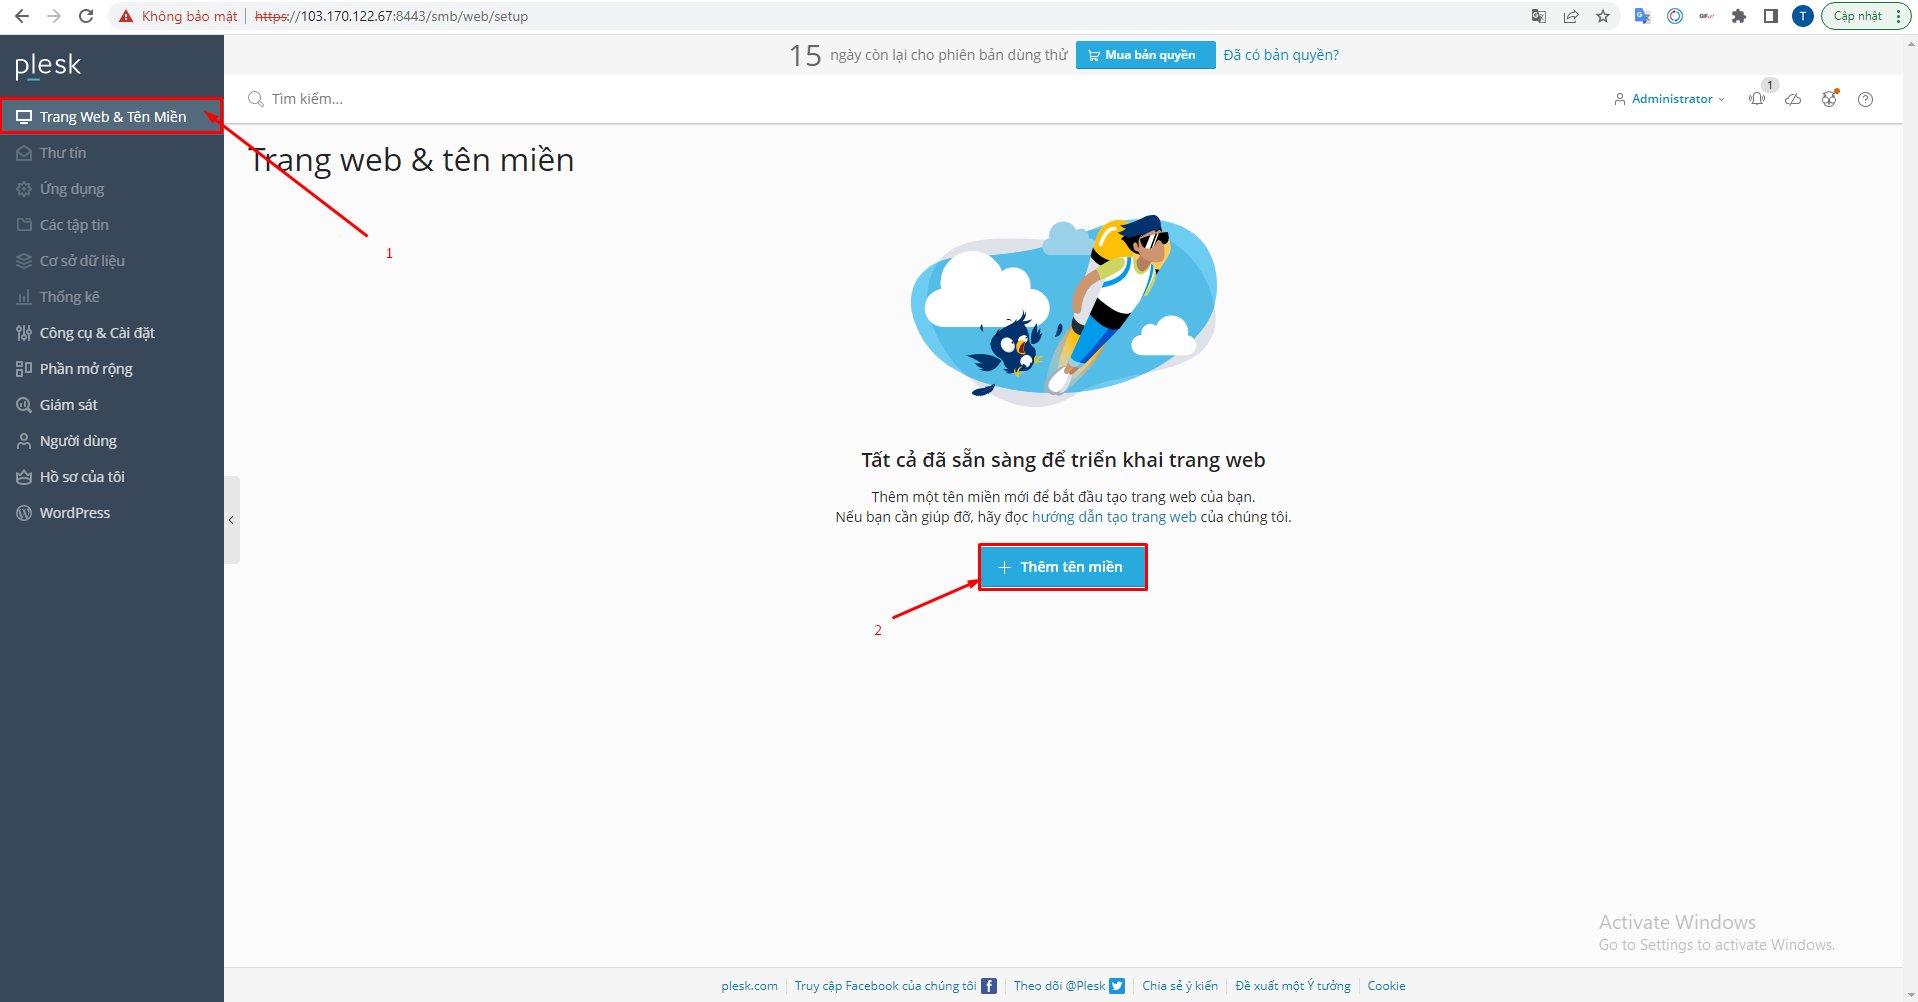 Không bảo mật | https://103.170.122.67:8443/smb/web/setup
T
Cập nhật
plesk
15 ngày còn lại cho phiên bản dùng thử Mua bản quyền Đã có bản quyền?
Tìm kiếm...
Administrator
1
Trang Web & Tên Miền
Thư tín
Ứng dụng
Các tập tin
Cơ sở dữ liệu
Thống kê
Công cụ & Cài đặt
Phần mở rộng
Giám sát
Người dùng
Hồ sơ của tôi
WordPress
Trang web & tên miền
1
Tất cả đã sẵn sàng để triển khai trang web
Thêm một tên miền mới để bắt đầu tạo trang web của bạn.
Nếu bạn cần giúp đỡ, hãy đọc hướng dẫn tạo trang web của chúng tôi.
Thêm tên miền
2
Activate Windows
Go to Settings to activate Windows.
plesk.com | Truy cập Facebook của chúng tôi | Theo dõi @Plesk | Chia sẻ ý kiến | Đề xuất một Ý tưởng | Cookie